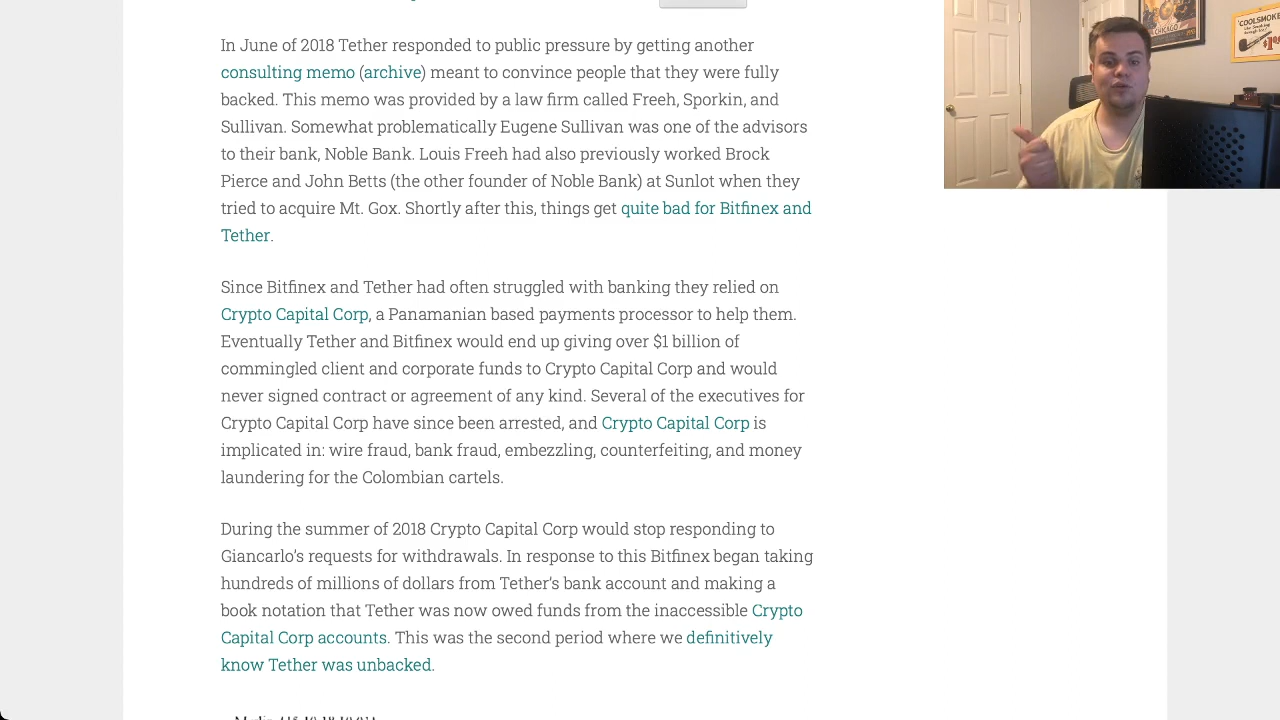 In June of 2018 Tether responded to public pressure by getting another
consulting memo (archive) meant to convince people that they were fully
backed. This memo was provided by a law firm called Freeh, Sporkin, and
Sullivan. Somewhat problematically Eugene Sullivan was one of the advisors
to their bank, Noble Bank. Louis Freeh had also previously worked Brock
Pierce and John Betts (the other founder of Noble Bank) at Sunlot when they
tried to acquire Mt. Gox. Shortly after this, things get quite bad for Bitfinex and
Tether.
Since Bitfinex and Tether had often struggled with banking they relied on
Crypto Capital Corp, a Panamanian based payments processor to help them.
Eventually Tether and Bitfinex would end up giving over $1 billion of
commingled client and corporate funds to Crypto Capital Corp and would
never signed contract or agreement of any kind. Several of the executives for
Crypto Capital Corp have since been arrested, and Crypto Capital Corp is
implicated in: wire fraud, bank fraud, embezzling, counterfeiting, and money
laundering for the Colombian cartels.
During the summer of 2018 Crypto Capital Corp would stop responding to
Giancarlo's requests for withdrawals. In response to this Bitfinex began taking
hundreds of millions of dollars from Tether's bank account and making a
book notation that Tether was now owed funds from the inaccessible Crypto
Capital Corp accounts. This was the second period where we definitively
know Tether was unbacked.
CHICAGO
"COOLSMOKE